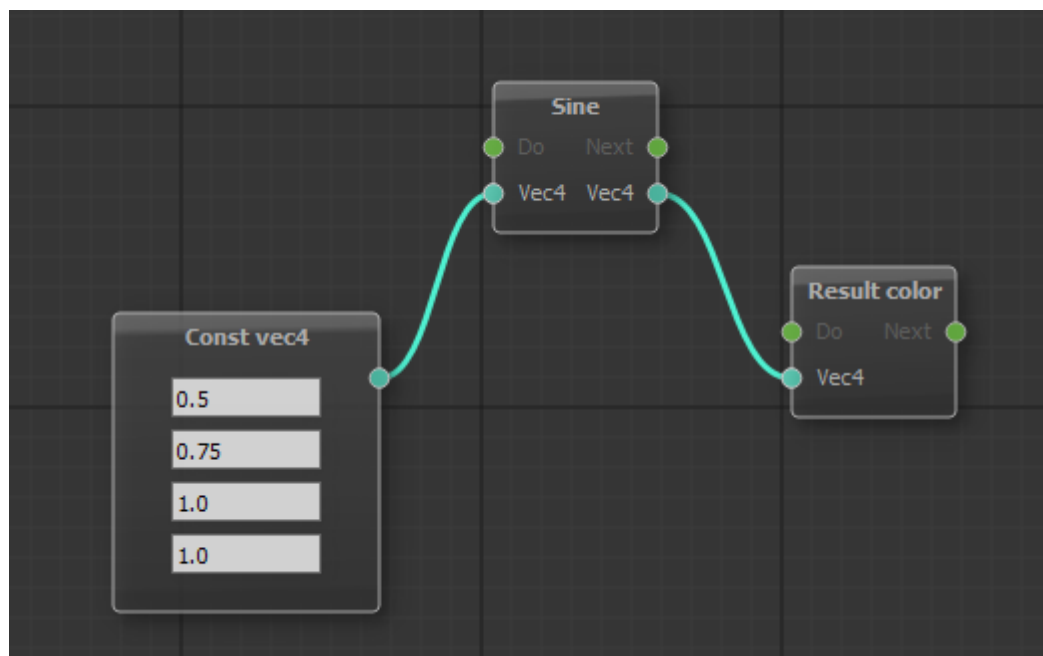 Sine
Do Next
Vec4 Vec4
Result color
Do Next
Vec4
Const vec4
0.5
0.75
1.0
1.0